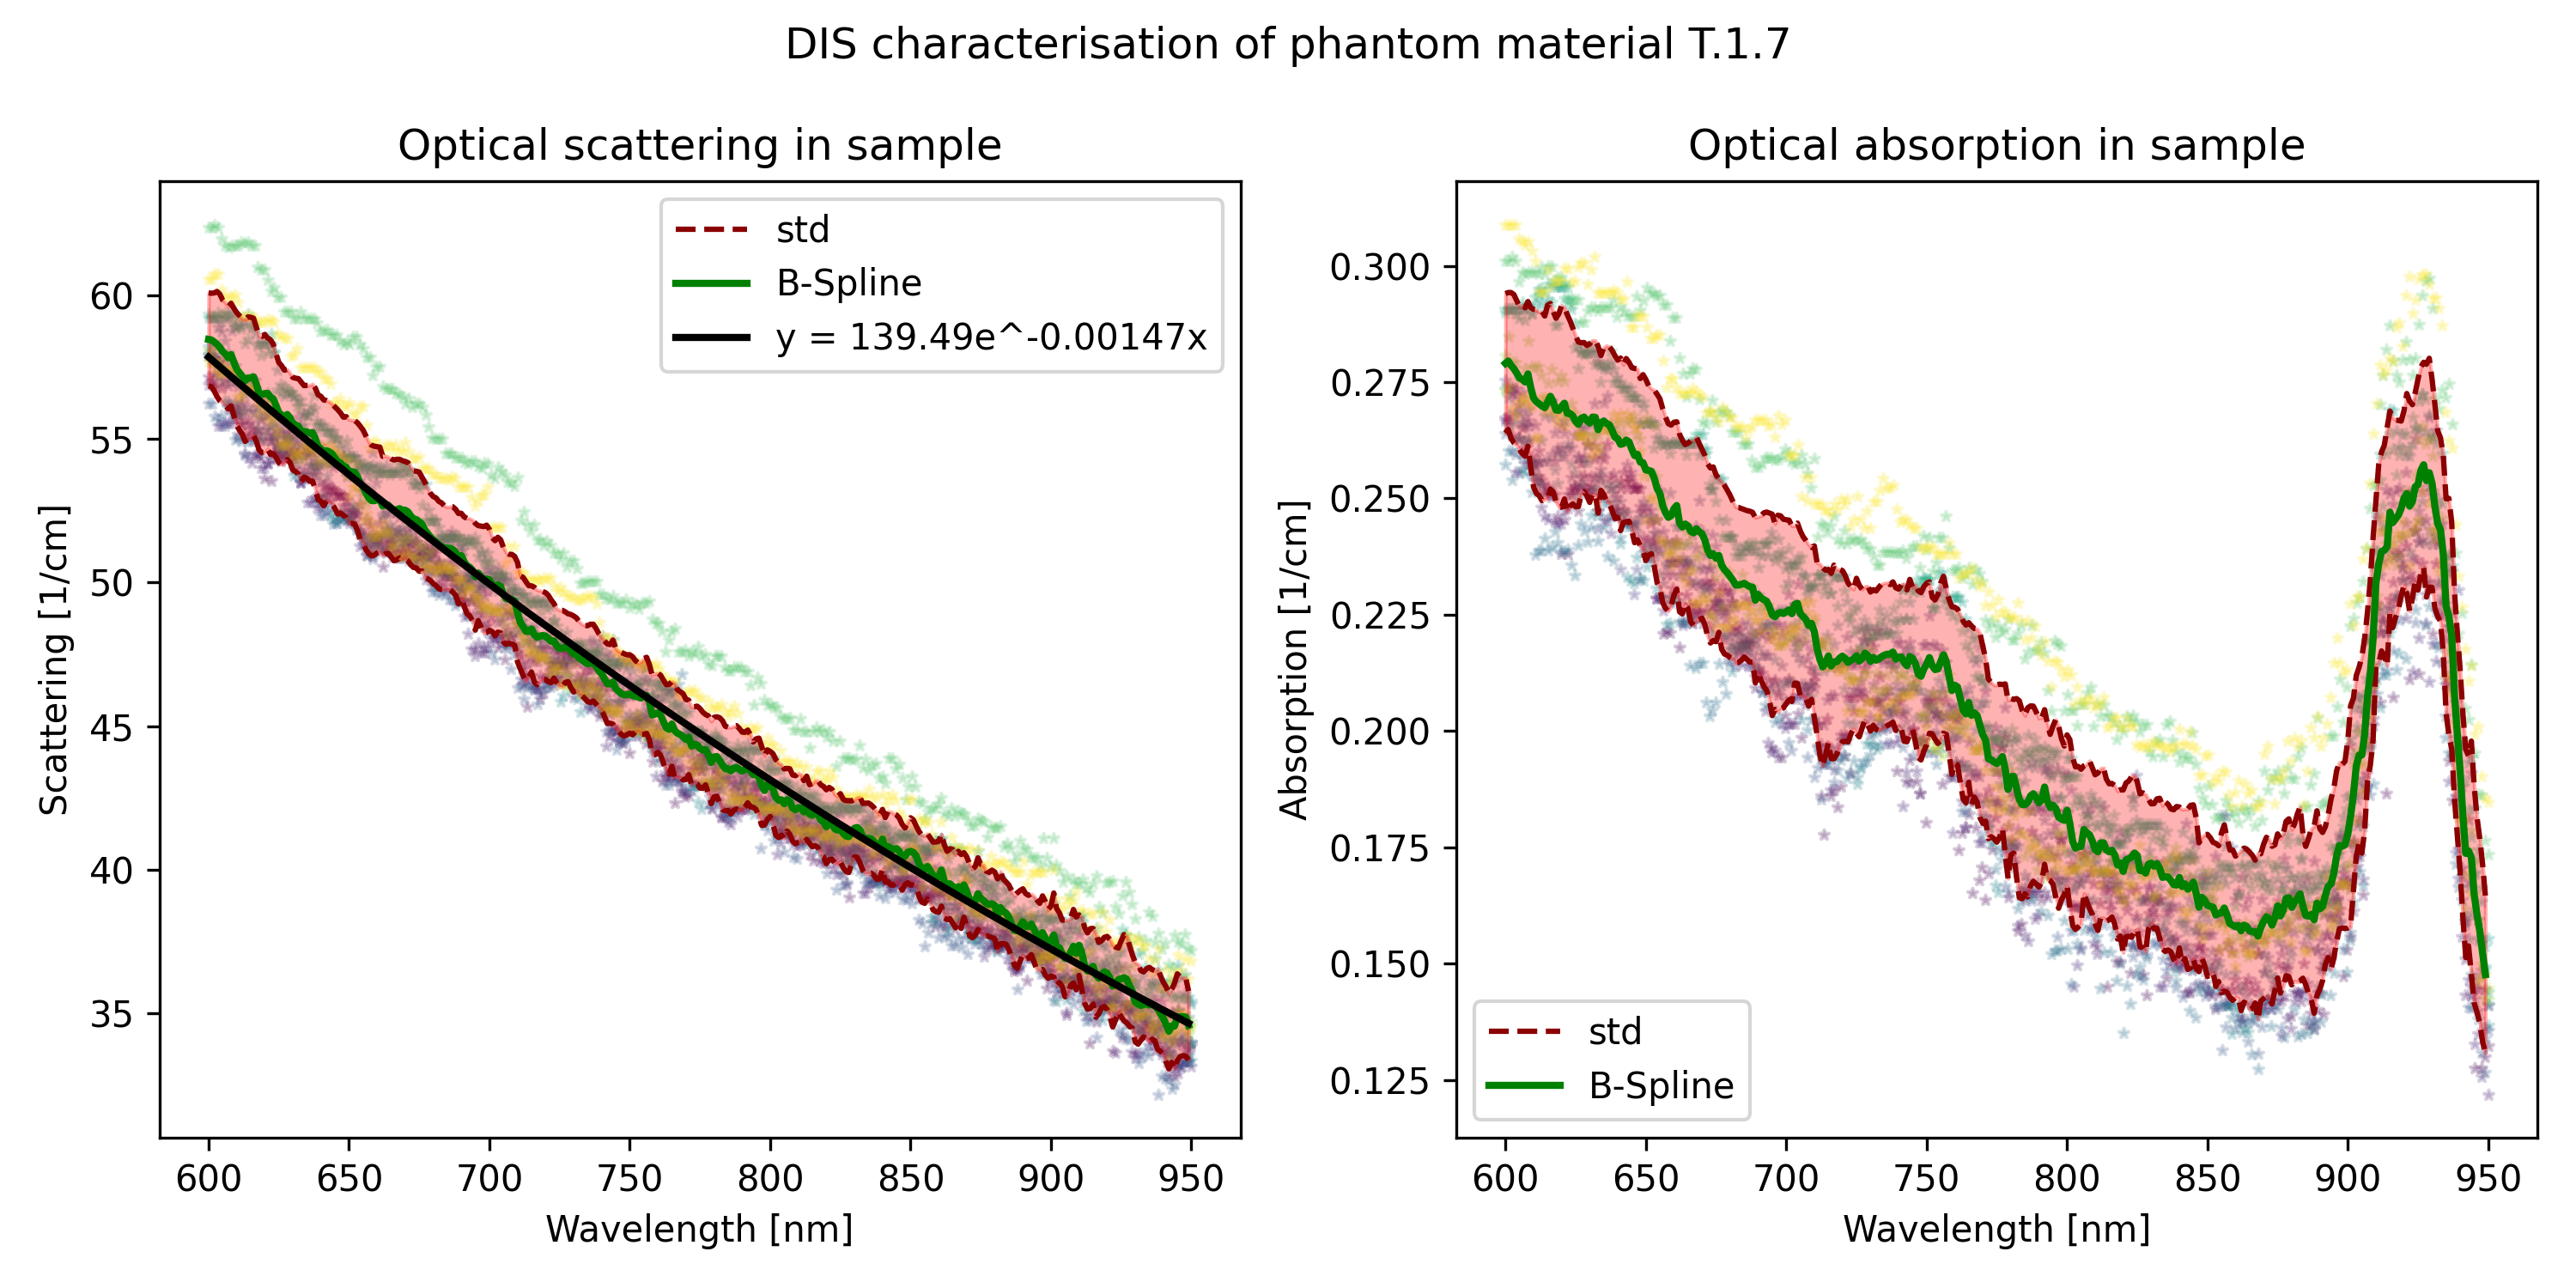 DIS characterisation of phantom material T.1.7
Optical scattering in sample
std
B-Spline
y = 139.49e^-0.00147x
Scattering [1/cm]
60
55
50
45
40
35
600 650 700 750 800 850 900 950
Wavelength [nm]
Optical absorption in sample
Absorption [1/cm]
0.300
0.275
0.250
0.225
0.200
0.175
0.150
0.125
std
B-Spline
600 650 700 750 800 850 900 950
Wavelength [nm]